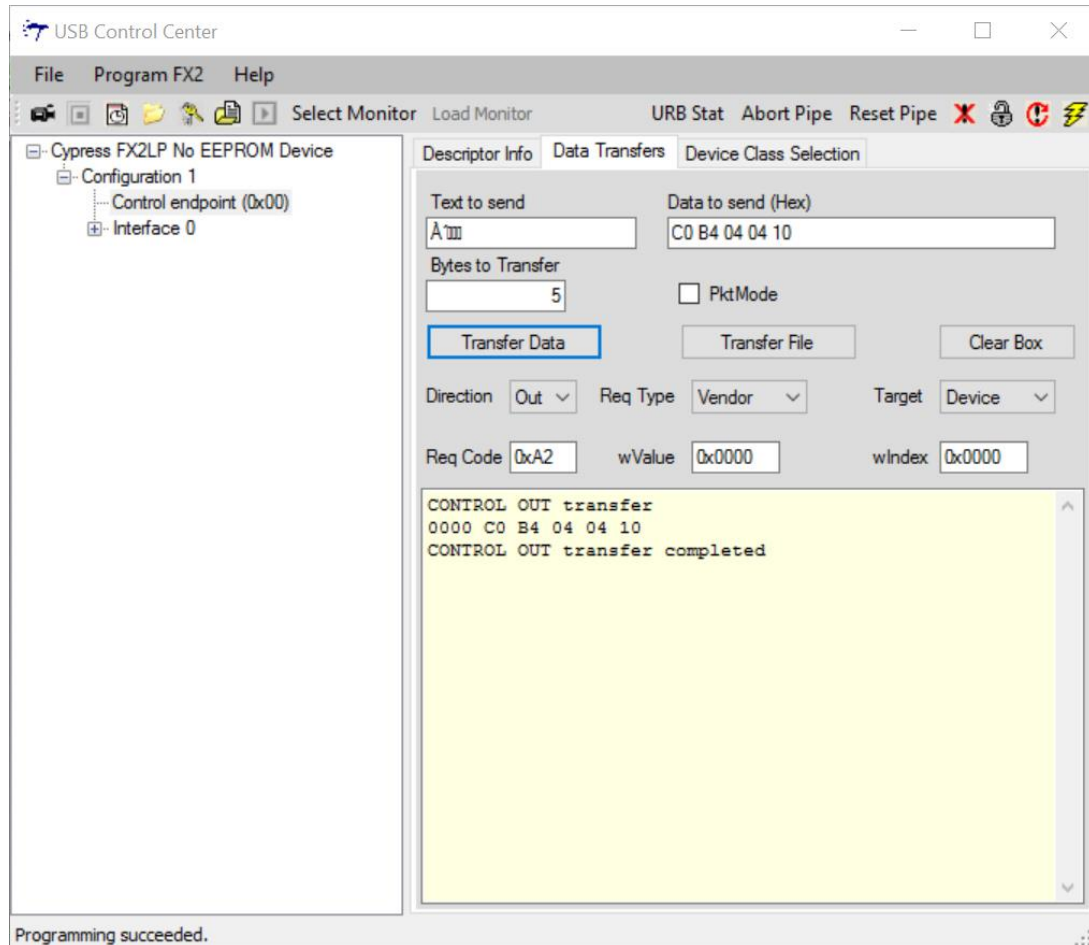 USB Control Center
File Program FX2 Help
Select Monitor Load Monitor URB Stat Abort Pipe Reset Pipe
Cypress FX2LP No EEPROM Device
Configuration 1
Control endpoint (0x00)
Interface 0
Descriptor Info Data Transfers Device Class Selection
Text to send Data to send (Hex)
C0 B4 04 04 10
Bytes to Transfer
5 PktMode
Transfer Data Transfer File Clear Box
Direction Out Req Type Vendor Target Device
Req Code 0xA2 wValue 0x0000 wIndex 0x0000
CONTROL OUT transfer
0000 C0 B4 04 04 10
CONTROL OUT transfer completed
Programming succeeded.